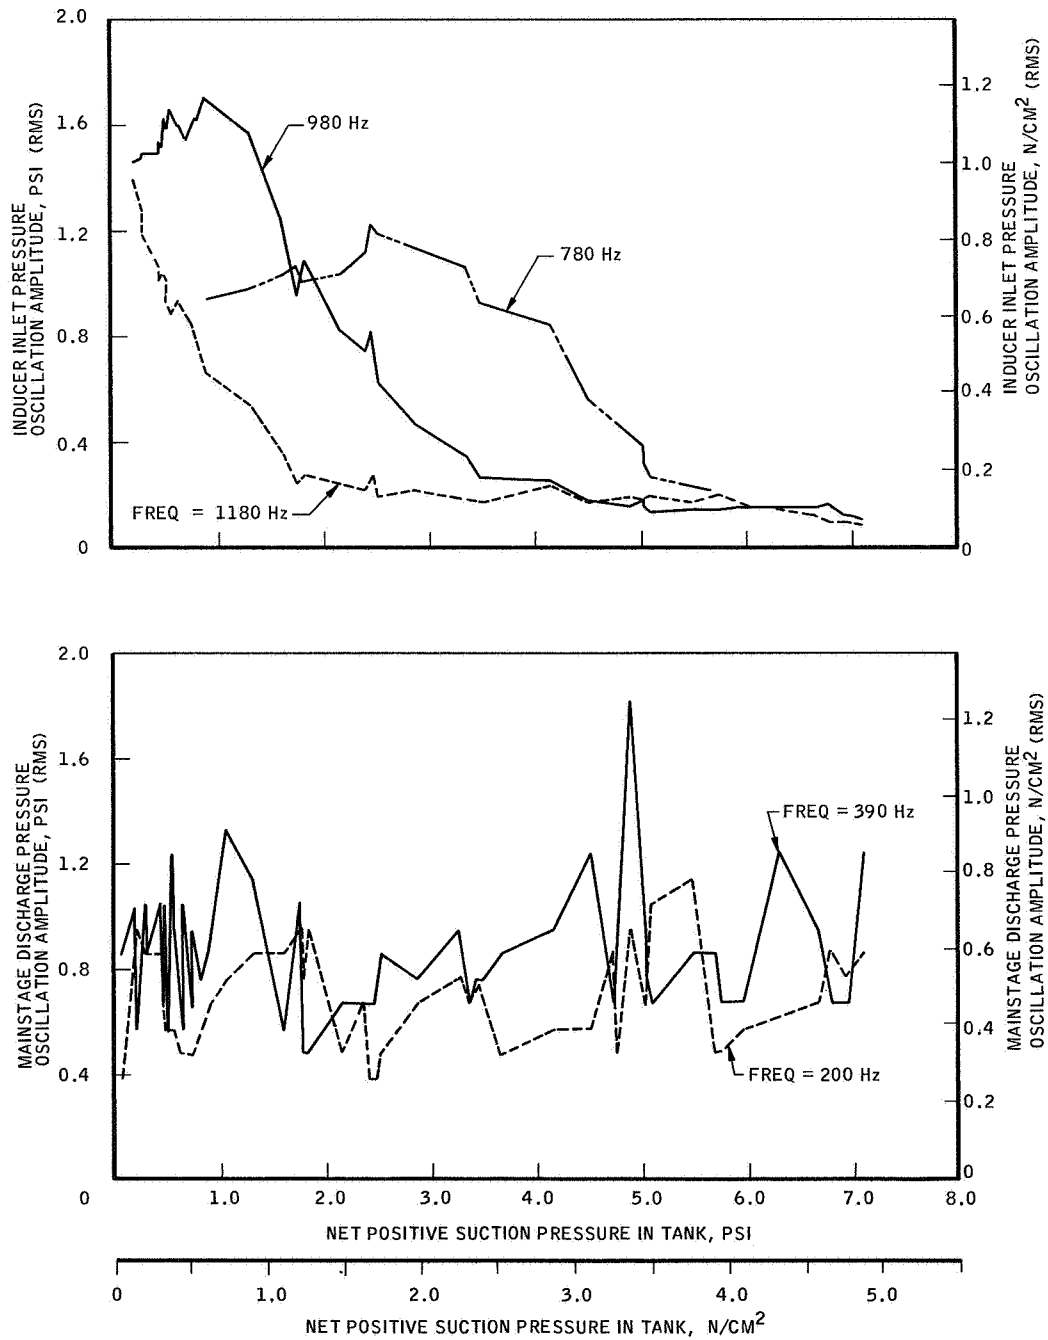 2.0
1.6
1.2
0.8
0.4
0
INDUCER INLET PRESSURE
OSCILLATION AMPLITUDE, PSI (RMS)
980 Hz
780 Hz
FREQ = 1180 Hz
1.2
1.0
0.8
0.6
0.4
0.2
0
INDUCER INLET PRESSURE
OSCILLATION AMPLITUDE, N/CM2 (RMS)
2.0
1.6
1.2
0.8
0.4
0
MAINSTAGE DISCHARGE PRESSURE
OSCILLATION AMPLITUDE, PSI (RMS)
FREQ = 390 Hz
FREQ = 200 Hz
1.2
1.0
0.8
0.6
0.4
0.2
0
MAINSTAGE DISCHARGE PRESSURE
OSCILLATION AMPLITUDE, N/CM2 (RMS)
1.0 2.0 3.0 4.0 5.0 6.0 7.0 8.0
NET POSITIVE SUCTION PRESSURE IN TANK, PSI
0 1.0 2.0 3.0 4.0 5.0
NET POSITIVE SUCTION PRESSURE IN TANK, N/CM2